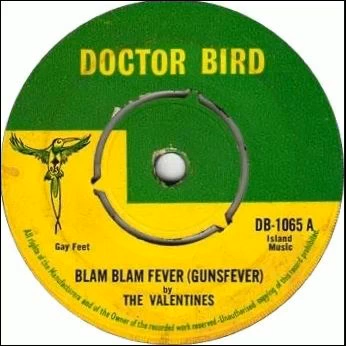 DOCTOR BIRD
Gay Feet
DB-1065 A
Island
Music
BLAM BLAM FEVER (GUNSFEVER)
by
THE VALENTINES
All rights of the Manufacturers and of the Owner of the recorded work reserved-Unauthorised copying of this record prohibited.